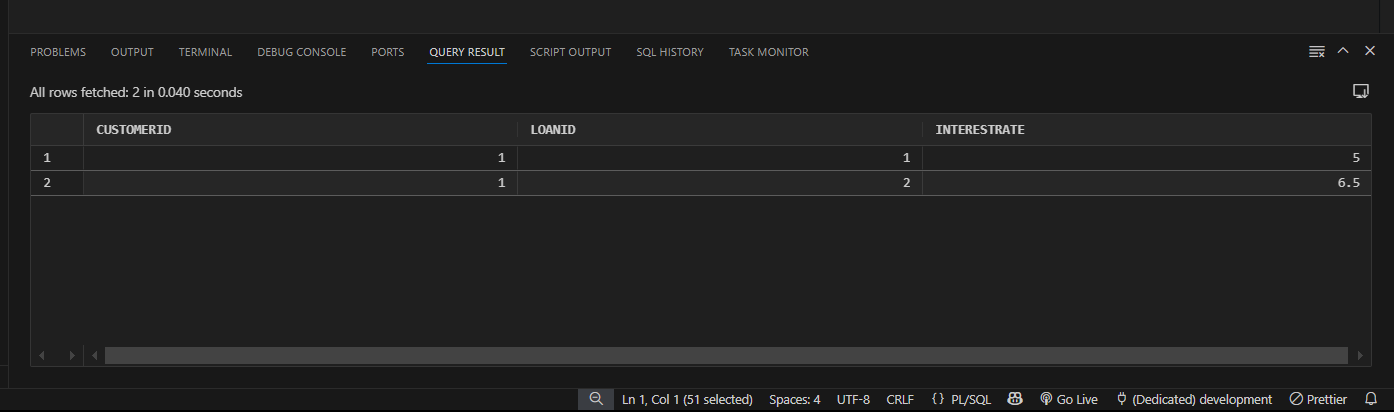 PROBLEMS OUTPUT TERMINAL DEBUG CONSOLE PORTS QUERY RESULT SCRIPT OUTPUT SQL HISTORY TASK MONITOR
All rows fetched: 2 in 0.040 seconds
CUSTOMERID LOANID INTERESTRATE
1 1 1 5
2 1 2 6.5
Ln 1, Col 1 (51 selected) Spaces: 4 UTF-8 CRLF {} PL/SQL Go Live (Dedicated) development Prettier